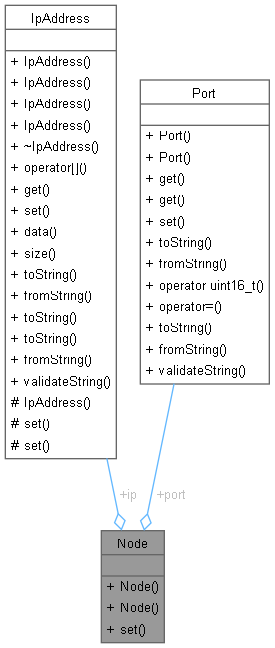 IpAddress
+ IpAddress()
+ IpAddress()
+ IpAddress()
+ IpAddress()
+ ~IpAddress()
+ operator[]()
+ get()
+ set()
+ data()
+ size()
+ toString()
+ fromString()
+ toString()
+ toString()
+ fromString()
+ validateString()
# IpAddress()
# set()
# set()
Port
+ Port()
+ Port()
+ get()
+ get()
+ set()
+ toString()
+ fromString()
+ operator uint16_t()
+ operator=()
+ toString()
+ fromString()
+ validateString()
+ip
+port
Node
+ Node()
+ Node()
+ set()